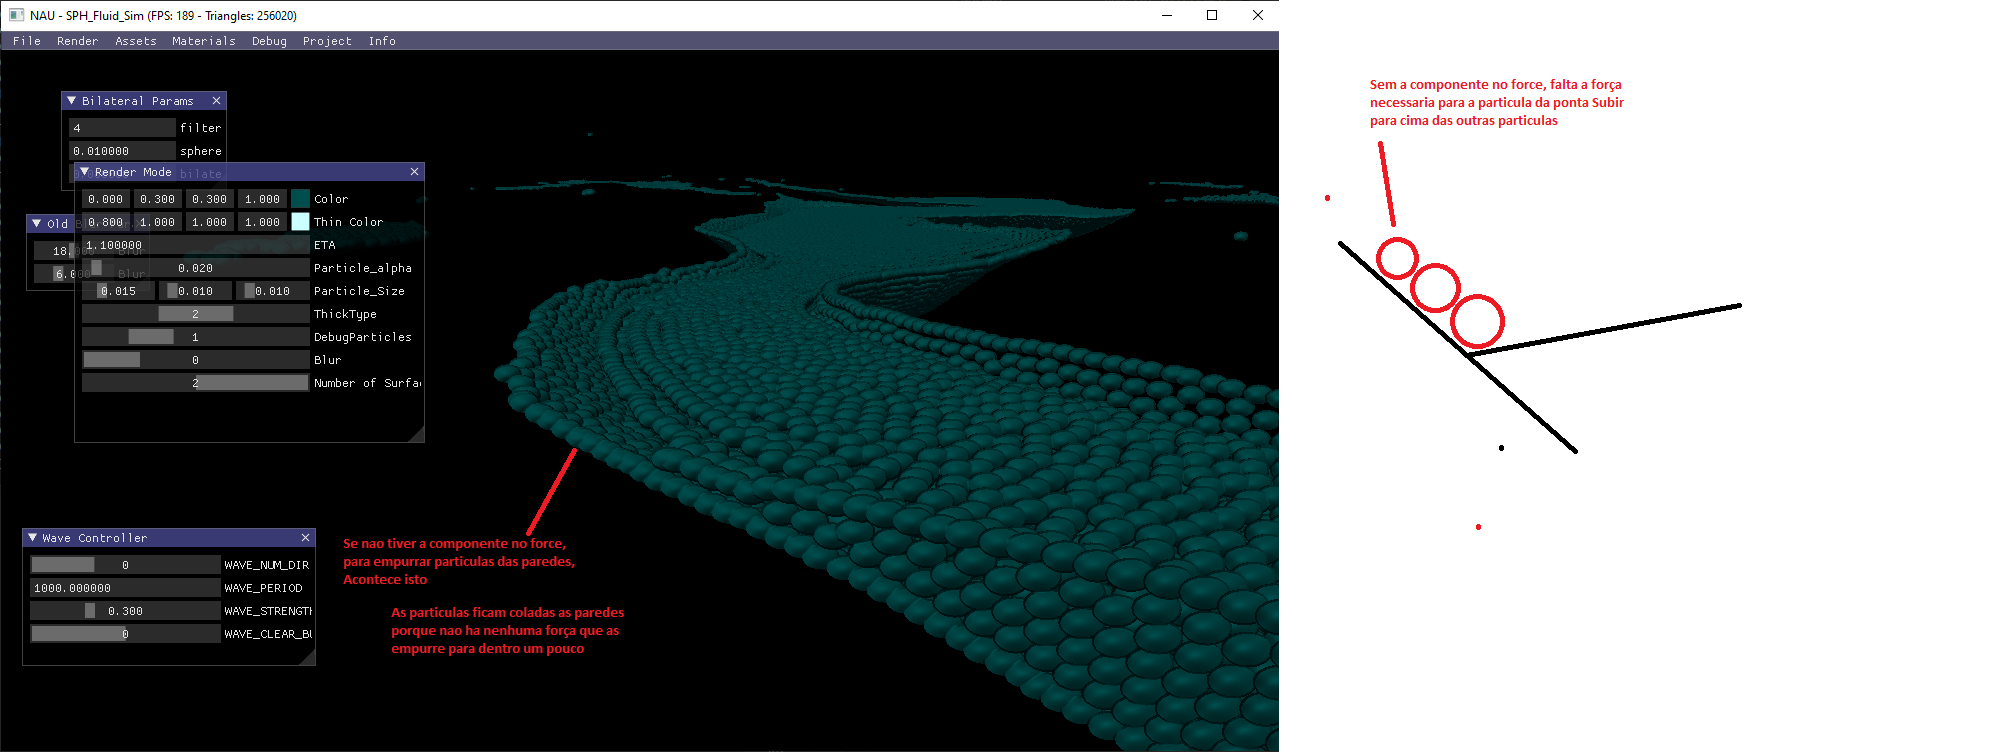 NAU - SPH_Fluid_Sim (FPS: 189 - Triangles: 256020)
File Render Assets Materials Debug Project Info
Bilateral Params
4 filter
0.010000 sphere
bilate
Render Mode
0.000 0.300 0.300 1.000 Color
0.800 1.000 1.000 1.000 Thin Color
1.100000 ETA
0.020 Particle_alpha
0.015 0.010 0.010 Particle_Size
2 ThickType
1 DebugParticles
0 Blur
2 Number of Surfa
Old
18. Blur
6.0 Blur
Wave Controller
0 WAVE_NUM_DIR
1000.000000 WAVE_PERIOD
0.300 WAVE_STRENGTH
0 WAVE_CLEAR_BU
Se nao tiver a componente no force,
para empurrar particulas das paredes,
Acontece isto
As particulas ficam coladas as paredes
porque nao ha nenhuma força que as
empurre para dentro um pouco
Sem a componente no force, falta a força
necessaria para a particula da ponta Subir
para cima das outras particulas